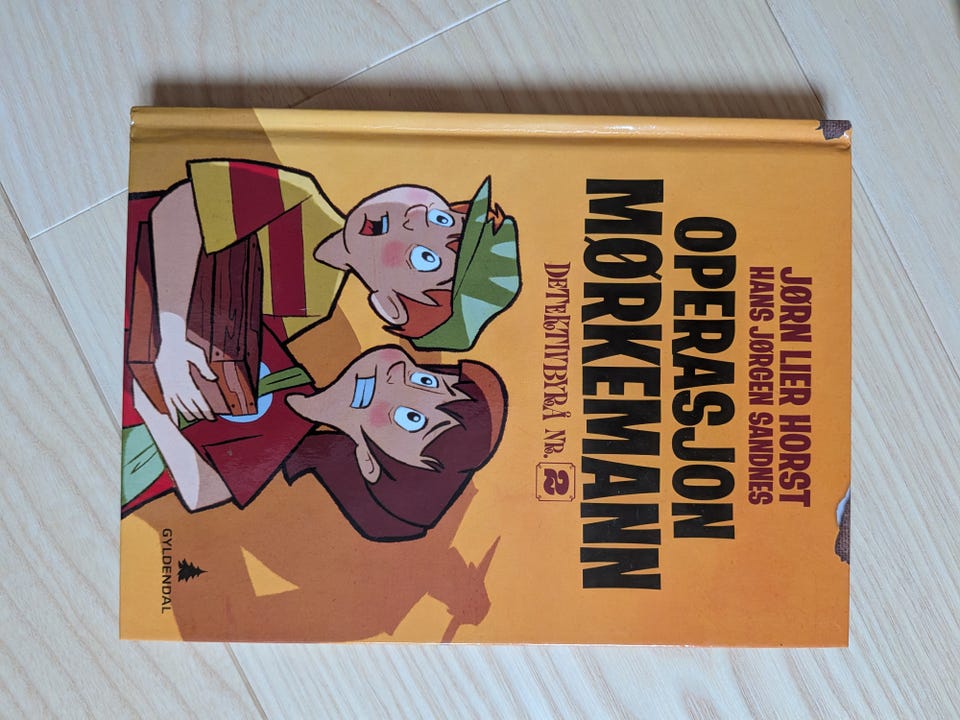 JØRN LIER HORST
HANS JØRGEN SANDNES
OPERASJON
MØRKEMANN
DETEKTIVBYRÅ NR. 2
GYLDENDAL